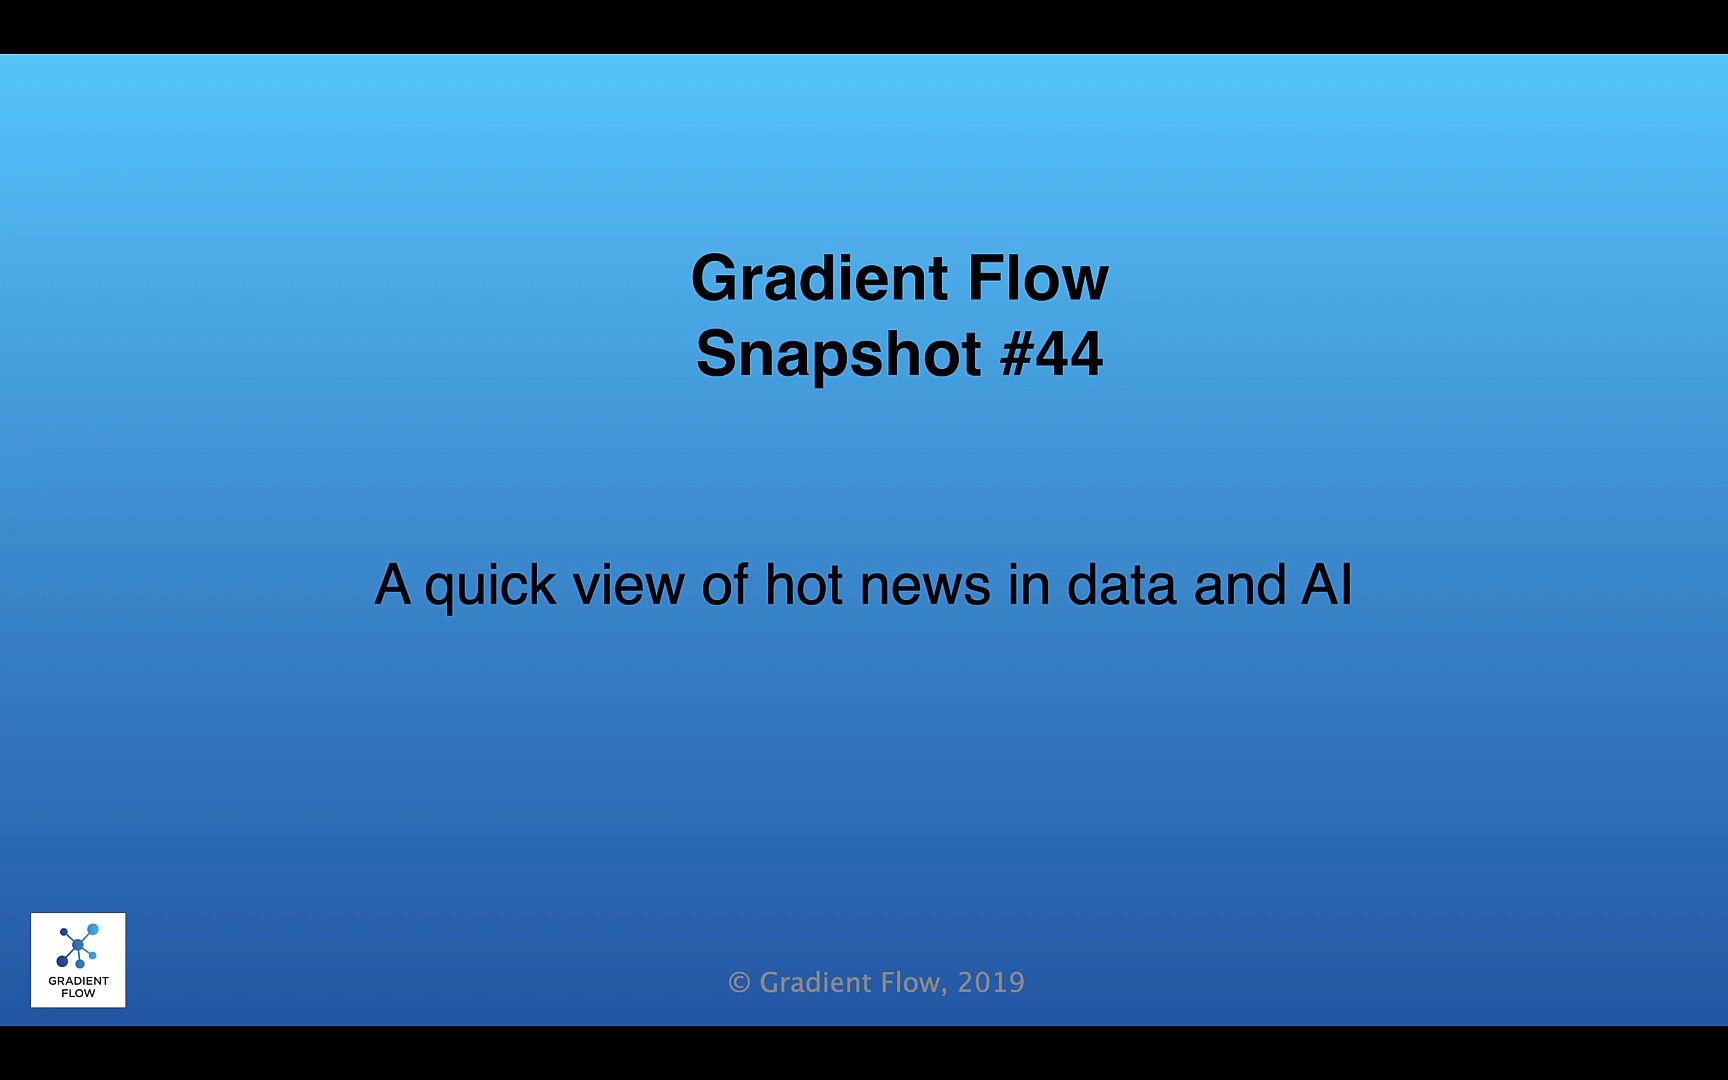 Gradient Flow
Snapshot #44
A quick view of hot news in data and AI
GRADIENT
FLOW
© Gradient Flow, 2019